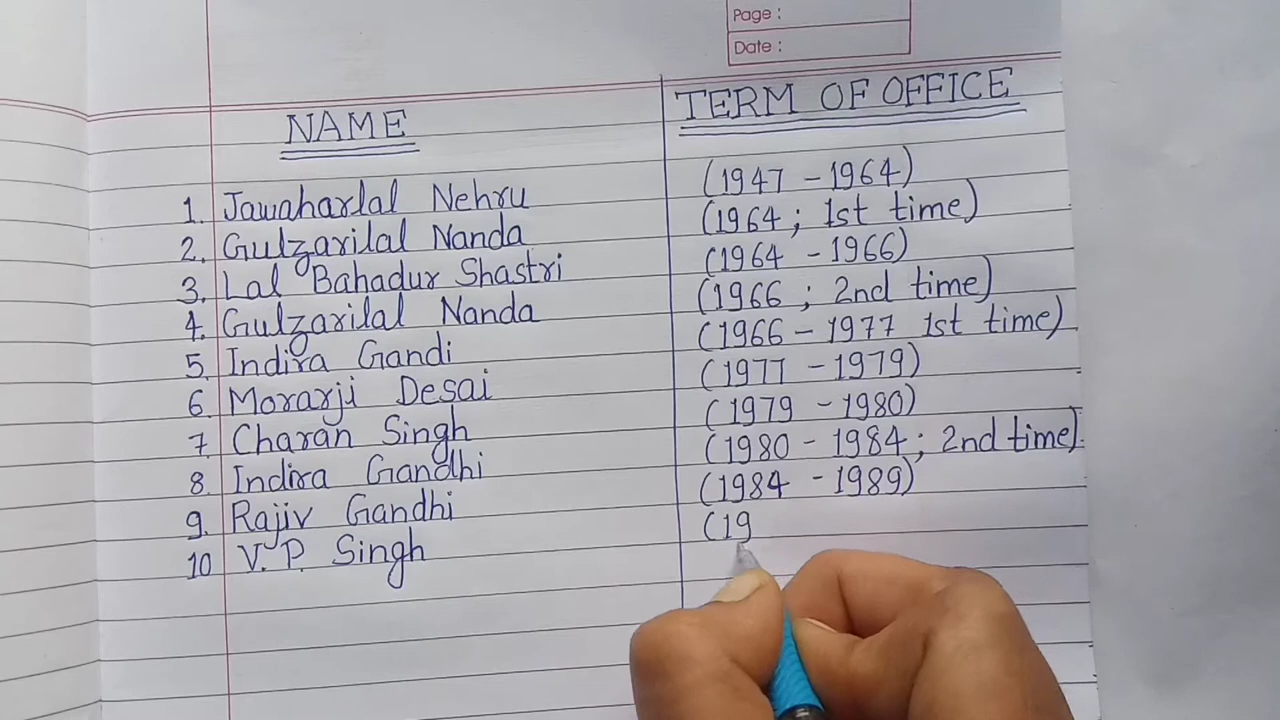 Page :
Date :
NAME TERM OF OFFICE
1. Jawaharlal Nehru (1947 - 1964)
2. Gulzarilal Nanda (1964 ; 1st time)
3. Lal Bahadur Shastri (1964 - 1966)
4. Gulzarilal Nanda (1966 ; 2nd time)
5. Indira Gandi (1966 - 1977 1st time)
6. Morarji Desai (1977 - 1979)
7. Charan Singh (1979 - 1980)
8. Indira Gandhi (1980 - 1984 ; 2nd time).
9. Rajiv Gandhi (1984 - 1989)
10 V. P. Singh (19